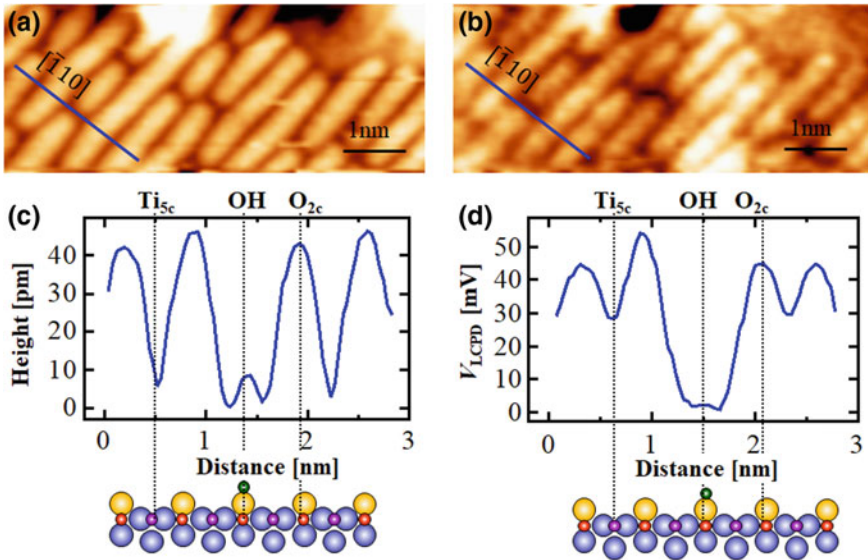 (a)
[1̄10]
1nm
(b)
[1̄10]
1nm
(c)
Ti5c OH O2c
Height [pm]
40
30
20
10
0
0 1 2 3
Distance [nm]
(d)
Ti5c OH O2c
VLCPD [mV]
50
40
30
20
10
0
0 1 2 3
Distance [nm]